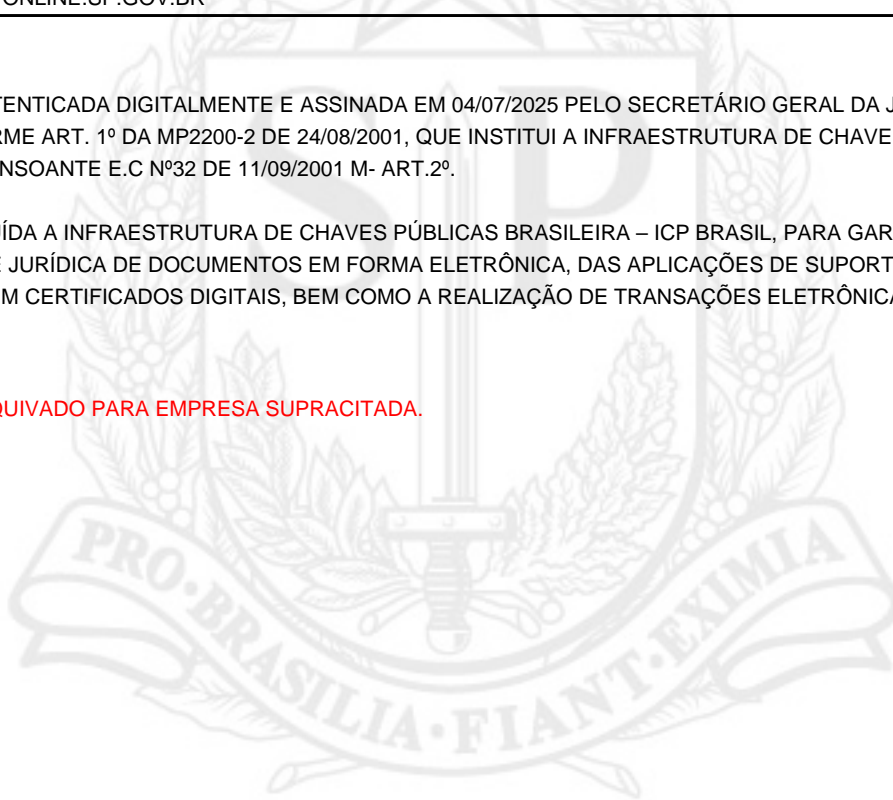 ONLINE.SP.GOV.BR
TENTICADA DIGITALMENTE E ASSINADA EM 04/07/2025 PELO SECRETÁRIO GERAL DA J
RME ART. 1º DA MP2200-2 DE 24/08/2001, QUE INSTITUI A INFRAESTRUTURA DE CHAVE
NSOANTE E.C Nº32 DE 11/09/2001 M- ART.2º.
UÍDA A INFRAESTRUTURA DE CHAVES PÚBLICAS BRASILEIRA – ICP BRASIL, PARA GAR
E JURÍDICA DE DOCUMENTOS EM FORMA ELETRÔNICA, DAS APLICAÇÕES DE SUPORT
M CERTIFICADOS DIGITAIS, BEM COMO A REALIZAÇÃO DE TRANSAÇÕES ELETRÔNICA
QUIVADO PARA EMPRESA SUPRACITADA.
SP
PRO·BRASILIA·FIANT·EXIMIA